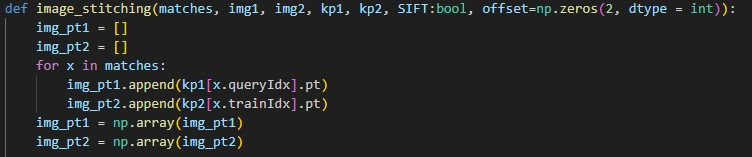 def image_stitching(matches, img1, img2, kp1, kp2, SIFT:bool, offset=np.zeros(2, dtype = int)):
    img_pt1 = []
    img_pt2 = []
    for x in matches:
        img_pt1.append(kp1[x.queryIdx].pt)
        img_pt2.append(kp2[x.trainIdx].pt)
    img_pt1 = np.array(img_pt1)
    img_pt2 = np.array(img_pt2)